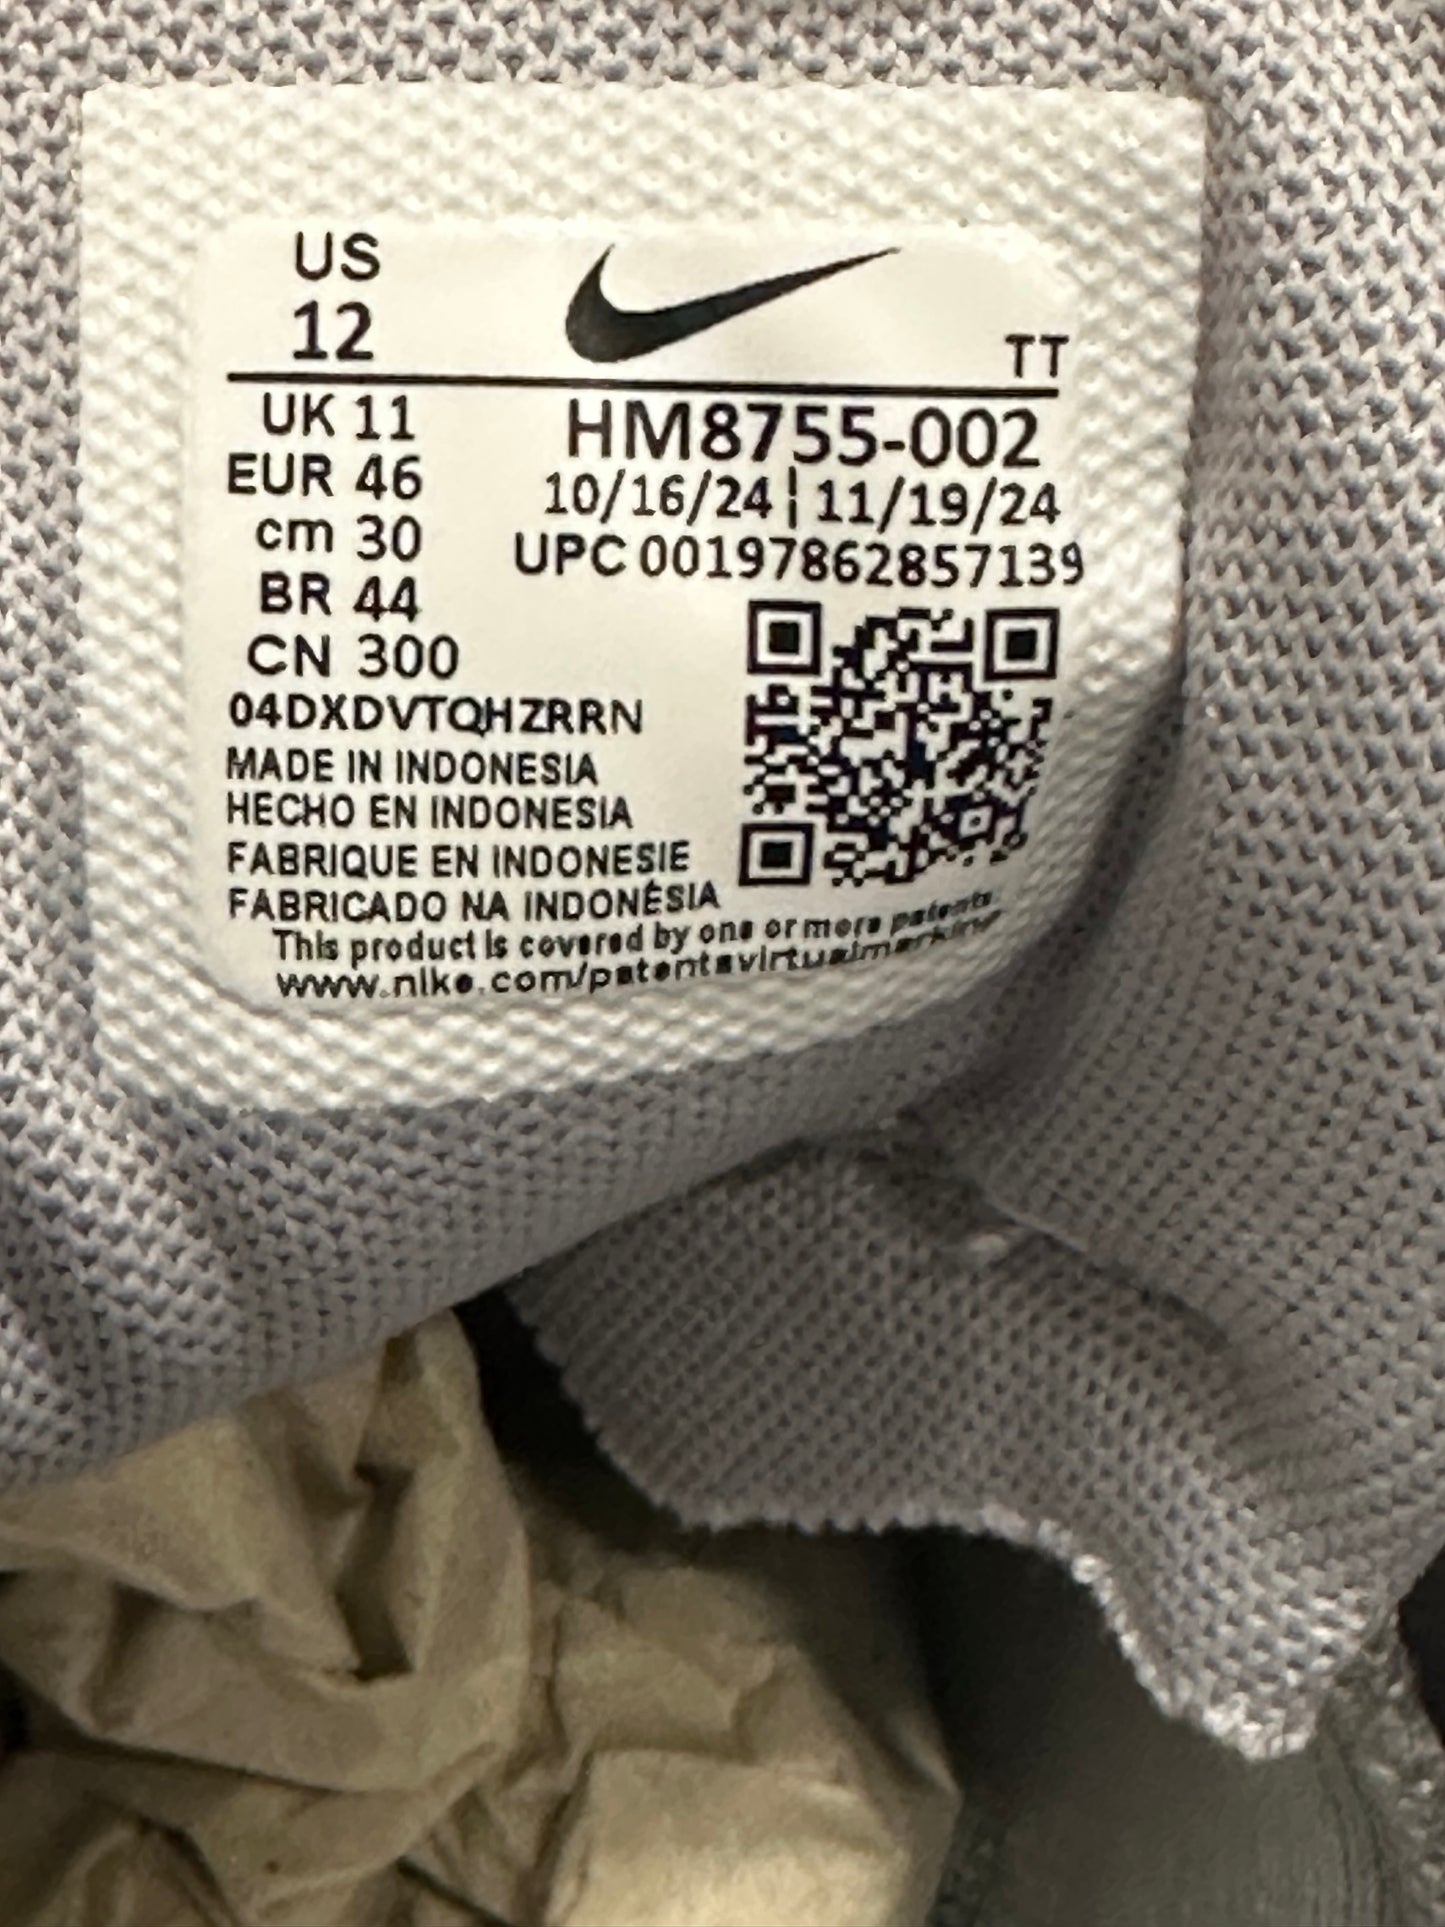 US
12
TT
UK 11
EUR 46
cm 30
BR 44
CN 300
HM8755-002
10/16/24 | 11/19/24
UPC 00197862857139
04DXDVTQHZRRN
MADE IN INDONESIA
HECHO EN INDONESIA
FABRIQUE EN INDONESIE
FABRICADO NA INDONÉSIA
This product is covered by one or more patents.
www.nike.com/patentsvirtualmarking